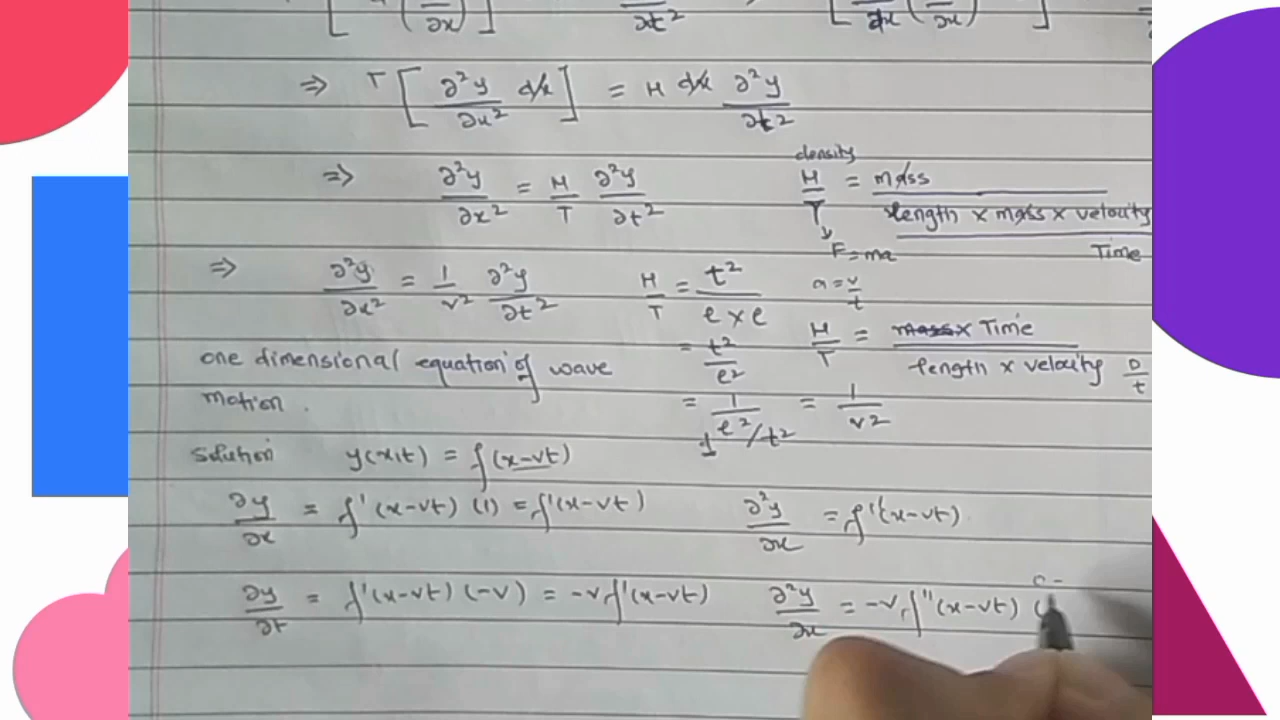 ⇒ T [ ∂²y/∂x² dx ] = M dx ∂²y/∂t²
density
⇒ ∂²y/∂x² = M/T ∂²y/∂t² M/T = mass / length × mass × velocity / Time
F = ma
⇒ ∂²y/∂x² = 1/v² ∂²y/∂t² M/T = t² / l × l a = v/t
= t²/l² M/T = Mass× Time / length × velocity D/t
one dimensional equation of wave
motion. = 1 / l²/t² = 1/v²
Solution y(x,t) = f(x-vt)
∂y/∂x = f'(x-vt) (1) = f'(x-vt) ∂²y/∂x = f''(x-vt)
∂y/∂t = f'(x-vt) (-v) = -v f'(x-vt) ∂²y/∂x = -v f''(x-vt) (